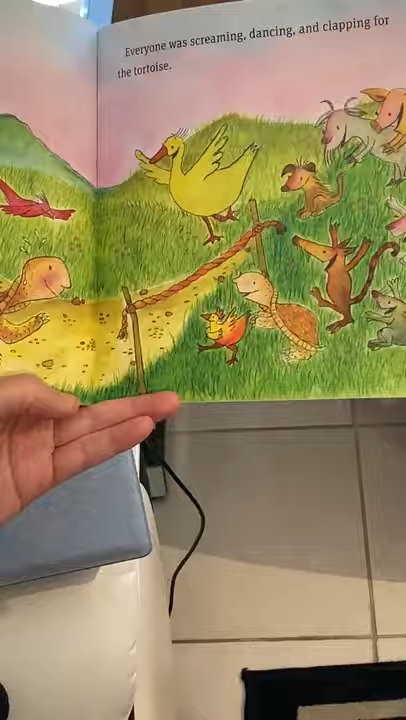 Everyone was screaming, dancing, and clapping for
the tortoise.